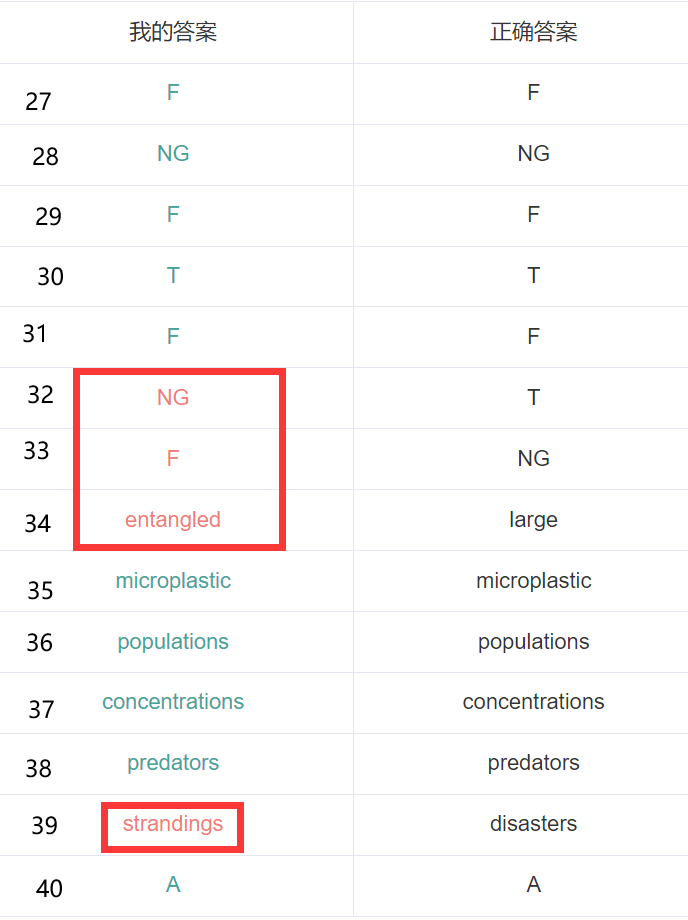 我的答案 正确答案
27 F F
28 NG NG
29 F F
30 T T
31 F F
32 NG T
33 F NG
34 entangled large
35 microplastic microplastic
36 populations populations
37 concentrations concentrations
38 predators predators
39 strandings disasters
40 A A